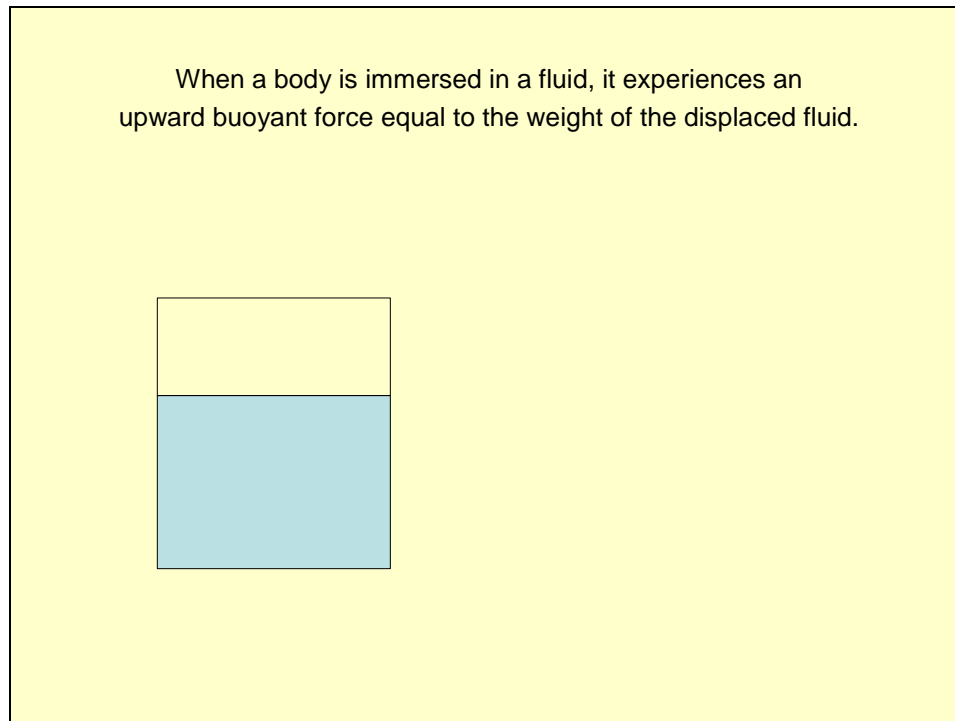 When a body is immersed in a fluid, it experiences an
upward buoyant force equal to the weight of the displaced fluid.